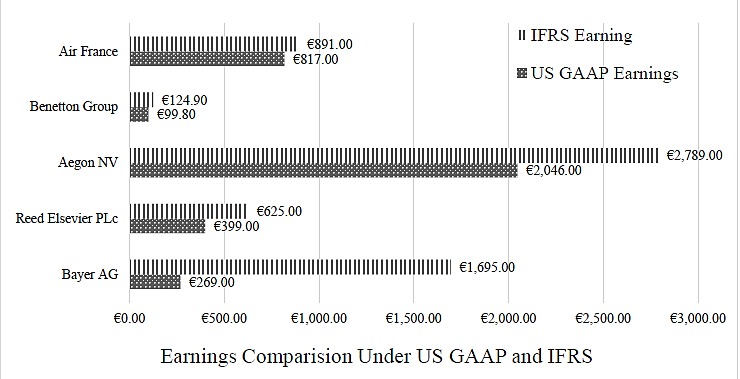 IFRS Earning
US GAAP Earnings
Air France
€891.00
€817.00
Benetton Group
€124.90
€99.80
Aegon NV
€2,789.00
€2,046.00
Reed Elsevier PLc
€625.00
€399.00
Bayer AG
€1,695.00
€269.00
€0.00 €500.00 €1,000.00 €1,500.00 €2,000.00 €2,500.00 €3,000.00
Earnings Comparision Under US GAAP and IFRS